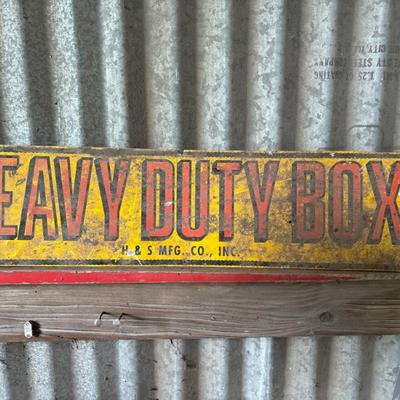 EAVY DUTY BOX
H & S MFG. CO., INC.